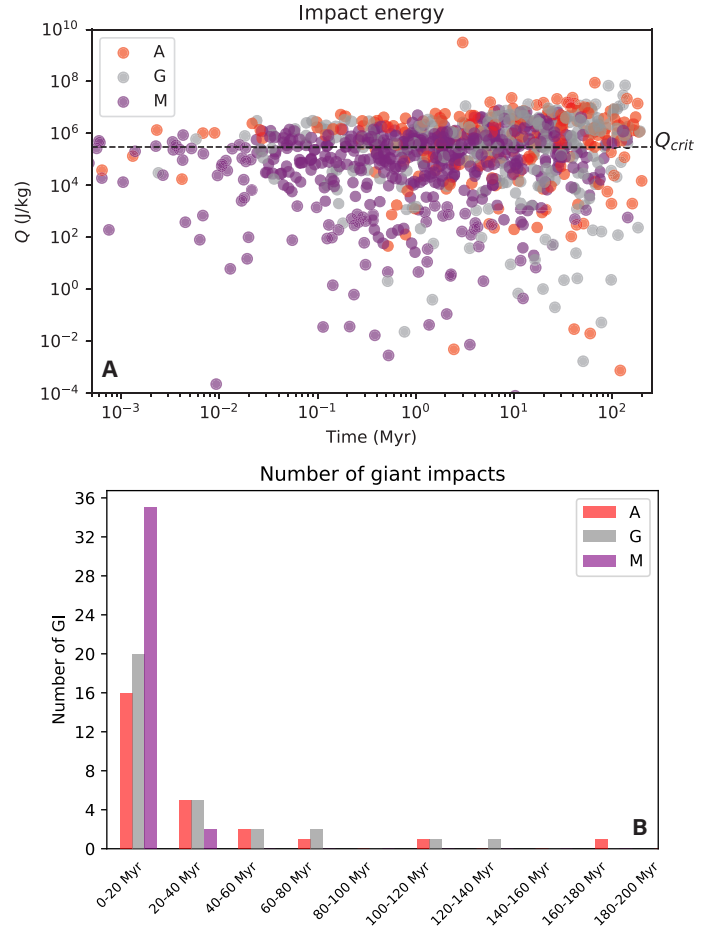 Impact energy
10^10
10^8
10^6
10^4
10^2
10^0
10^−2
10^−4
Q (J/kg)
A
G
M
Q_crit
A
10^−3
10^−2
10^−1
10^0
10^1
10^2
Time (Myr)
Number of giant impacts
36
32
28
24
20
16
12
8
4
0
Number of GI
A
G
M
B
0-20 Myr
20-40 Myr
40-60 Myr
60-80 Myr
80-100 Myr
100-120 Myr
120-140 Myr
140-160 Myr
160-180 Myr
180-200 Myr